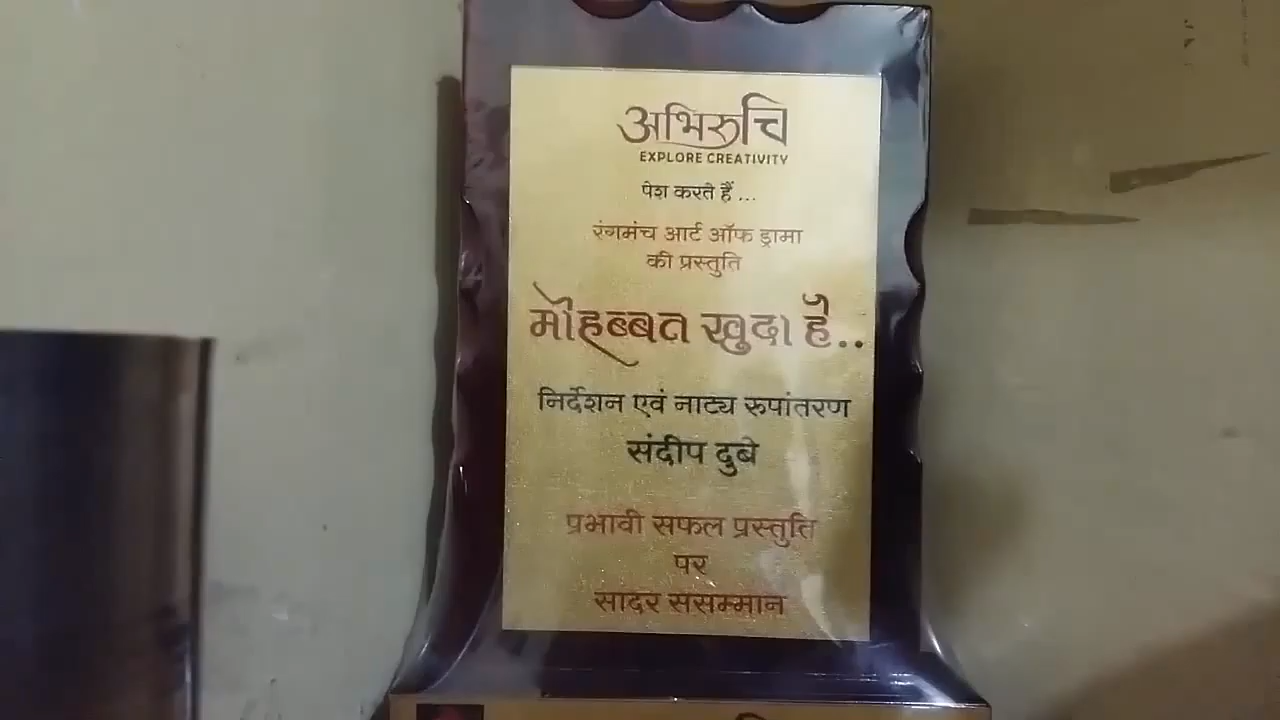 अभिरुचि
EXPLORE CREATIVITY
पेश करते हैं ...
रंगमंच आर्ट ऑफ ड्रामा
की प्रस्तुति
मोहब्बत खुदा है..
निर्देशन एवं नाट्य रुपांतरण
संदीप दुबे
प्रभावी सफल प्रस्तुति
पर
सादर ससम्मान